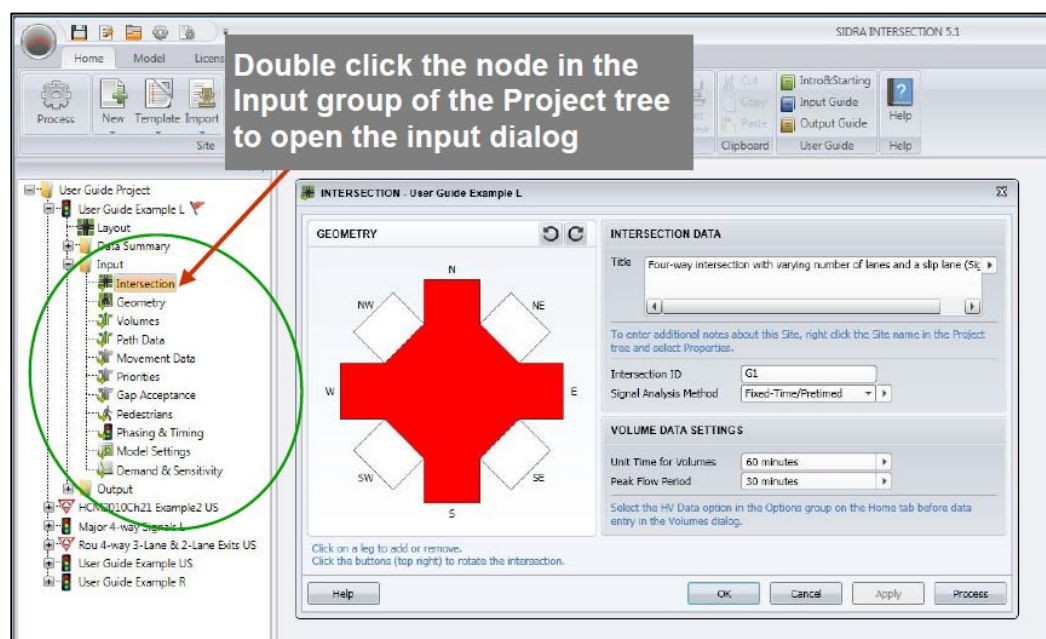 SIDRA INTERSECTION 5.1
Home Model Licens
Double click the node in the
Input group of the Project tree
to open the input dialog
Process New Template Import
Site
Cut
Copy
Paste
Clipboard
Intro&Starting
Input Guide
Output Guide
User Guide
Help
Help
User Guide Project
User Guide Example L
Layout
Data Summary
Input
Intersection
Geometry
Volumes
Path Data
Movement Data
Priorities
Gap Acceptance
Pedestrians
Phasing & Timing
Model Settings
Demand & Sensitivity
Output
HCM2010Ch21 Example2 US
Major 4-way Signals L
Rou 4-way 3-Lane & 2-Lane Exits US
User Guide Example US
User Guide Example R
INTERSECTION - User Guide Example L
GEOMETRY
N
NW NE
W E
SW SE
S
Click on a leg to add or remove.
Click the buttons (top right) to rotate the intersection.
INTERSECTION DATA
Title Four-way intersection with varying number of lanes and a slip lane (Sig
To enter additional notes about this Site, right click the Site name in the Project
tree and select Properties.
Intersection ID G1
Signal Analysis Method Fixed-Time/Pretimed
VOLUME DATA SETTINGS
Unit Time for Volumes 60 minutes
Peak Flow Period 30 minutes
Select the HV Data option in the Options group on the Home tab before data
entry in the Volumes dialog.
Help OK Cancel Apply Process